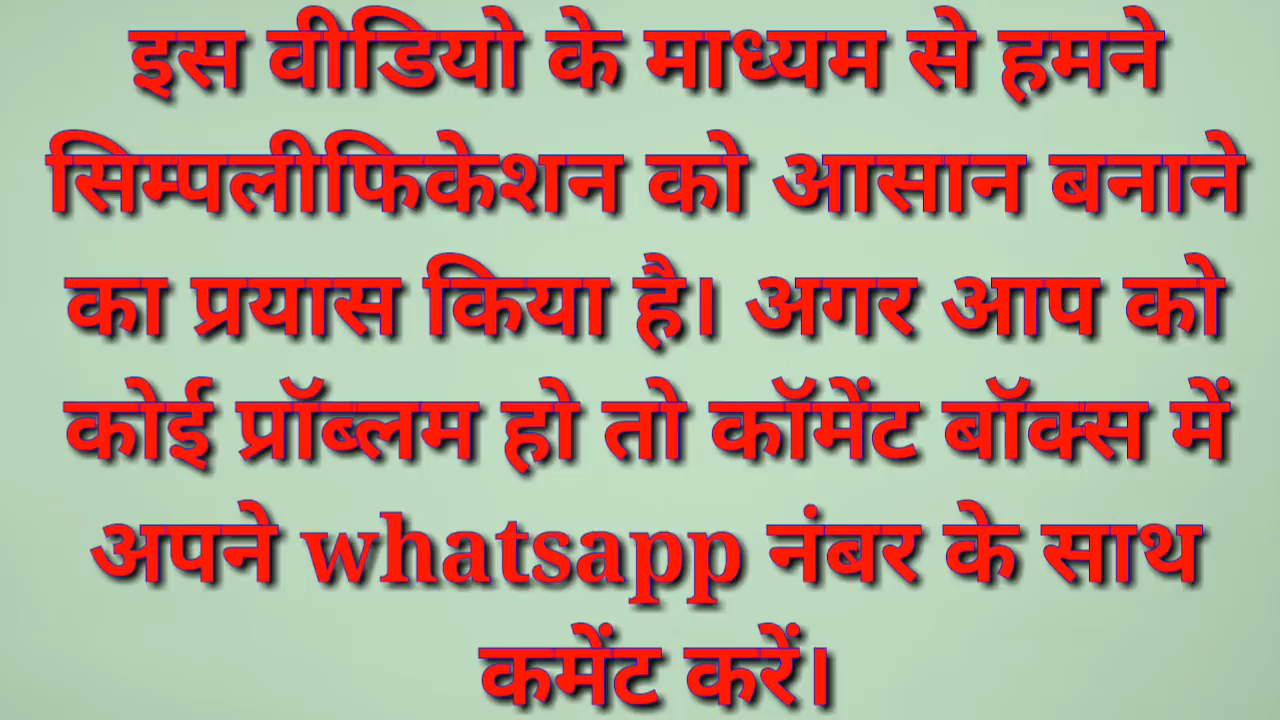 इस वीडियो के माध्यम से हमने
सिम्पलीफिकेशन को आसान बनाने
का प्रयास किया है। अगर आप को
कोई प्रॉब्लम हो तो कॉमेंट बॉक्स में
अपने whatsapp नंबर के साथ
कमेंट करें।